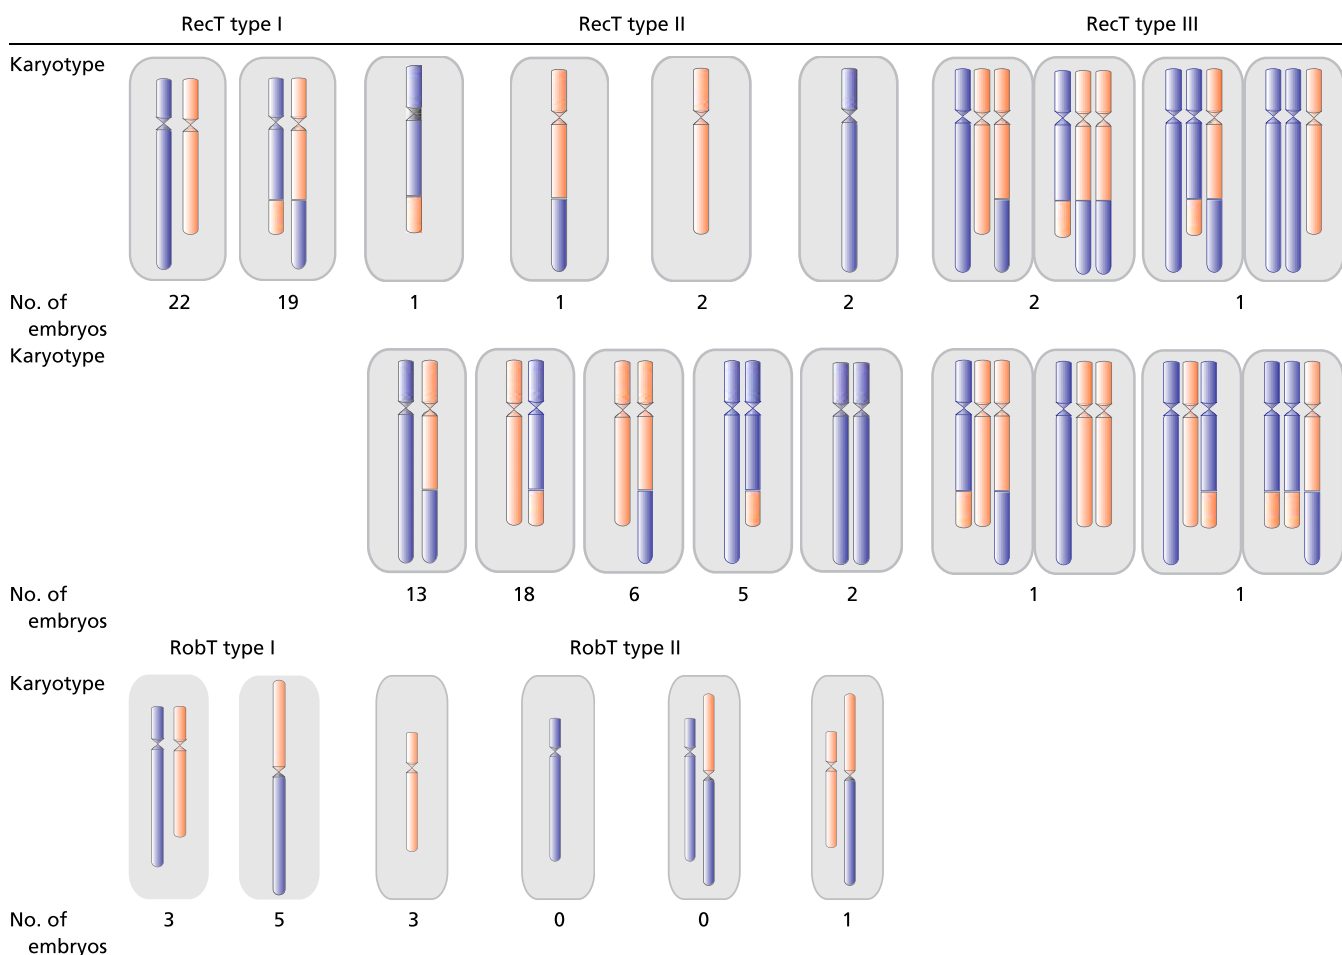 RecT type I RecT type II RecT type III
Karyotype
No. of 22 19 1 1 2 2 2 1
embryos
Karyotype
No. of 13 18 6 5 2 1 1
embryos
RobT type I RobT type II
Karyotype
No. of 3 5 3 0 0 1
embryos